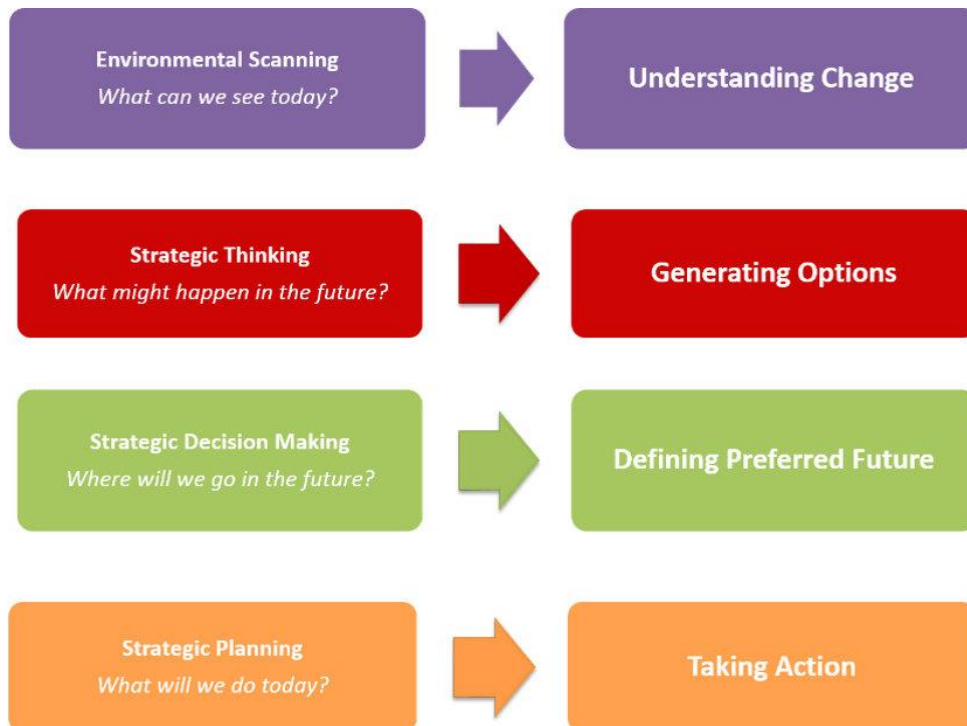 Environmental Scanning
What can we see today?
Understanding Change
Strategic Thinking
What might happen in the future?
Generating Options
Strategic Decision Making
Where will we go in the future?
Defining Preferred Future
Strategic Planning
What will we do today?
Taking Action